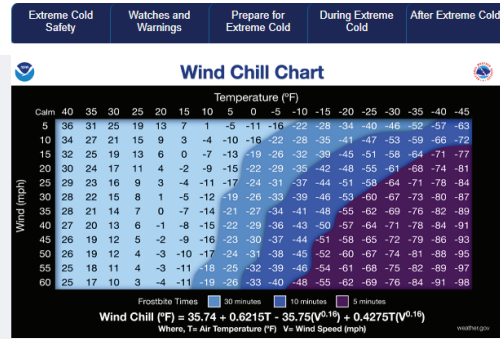 Extreme Cold Safety
Watches and Warnings
Prepare for Extreme Cold
During Extreme Cold
After Extreme Cold
Wind Chill Chart
Temperature (°F)
Calm 40 35 30 25 20 15 10 5 0 -5 -10 -15 -20 -25 -30 -35 -40 -45
Wind (mph)
5 36 31 25 19 13 7 1 -5 -11 -16 -22 -28 -34 -40 -46 -52 -57 -63
10 34 27 21 15 9 3 -4 -10 -16 -22 -28 -35 -41 -47 -53 -59 -66 -72
15 32 25 19 13 6 0 -7 -13 -19 -26 -32 -39 -45 -51 -58 -64 -71 -77
20 30 24 17 11 4 -2 -9 -15 -22 -29 -35 -42 -48 -55 -61 -68 -74 -81
25 29 23 16 9 3 -4 -11 -17 -24 -31 -37 -44 -51 -58 -64 -71 -78 -84
30 28 22 15 8 1 -5 -12 -19 -26 -33 -39 -46 -53 -60 -67 -73 -80 -87
35 28 21 14 7 0 -7 -14 -21 -27 -34 -41 -48 -55 -62 -69 -76 -82 -89
40 27 20 13 6 -1 -8 -15 -22 -29 -36 -43 -50 -57 -64 -71 -78 -84 -91
45 26 19 12 5 -2 -9 -16 -23 -30 -37 -44 -51 -58 -65 -72 -79 -86 -93
50 26 19 12 4 -3 -10 -17 -24 -31 -38 -45 -52 -60 -67 -74 -81 -88 -95
55 25 18 11 4 -3 -11 -18 -25 -32 -39 -46 -54 -61 -68 -75 -82 -89 -97
60 25 17 10 3 -4 -11 -19 -26 -33 -40 -48 -55 -62 -69 -76 -84 -91 -98
Frostbite Times 30 minutes 10 minutes 5 minutes
Wind Chill (°F) = 35.74 + 0.6215T - 35.75(V⁰·¹⁶) + 0.4275T(V⁰·¹⁶)
Where, T= Air Temperature (°F) V= Wind Speed (mph)
weather.gov